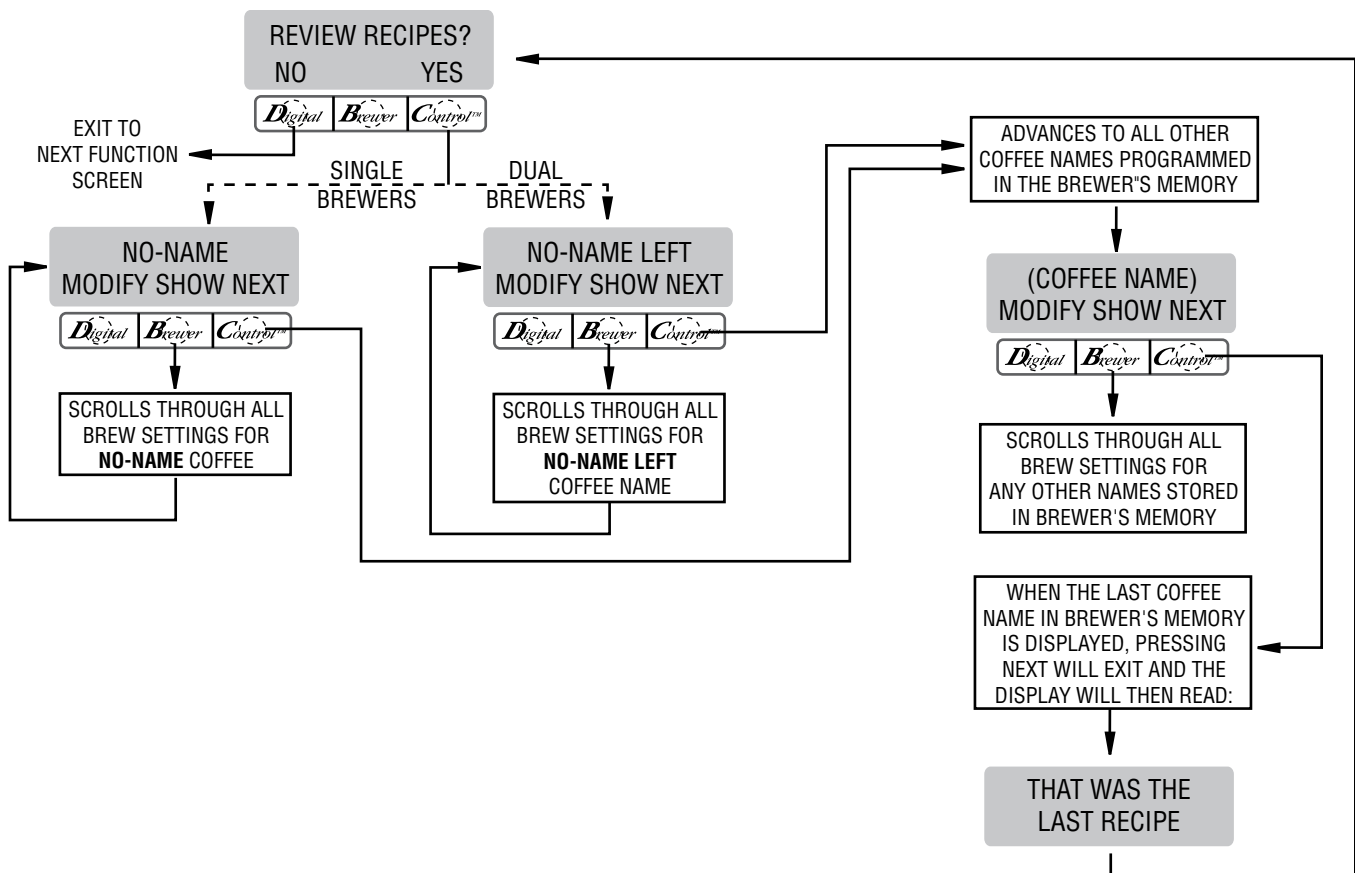 REVIEW RECIPES?
NO YES
Digital Brewer Control™
EXIT TO
NEXT FUNCTION
SCREEN
SINGLE
BREWERS
DUAL
BREWERS
NO-NAME
MODIFY SHOW NEXT
Digital Brewer Control™
SCROLLS THROUGH ALL
BREW SETTINGS FOR
NO-NAME COFFEE
NO-NAME LEFT
MODIFY SHOW NEXT
Digital Brewer Control™
SCROLLS THROUGH ALL
BREW SETTINGS FOR
NO-NAME LEFT
COFFEE NAME
ADVANCES TO ALL OTHER
COFFEE NAMES PROGRAMMED
IN THE BREWER"S MEMORY
(COFFEE NAME)
MODIFY SHOW NEXT
Digital Brewer Control™
SCROLLS THROUGH ALL
BREW SETTINGS FOR
ANY OTHER NAMES STORED
IN BREWER'S MEMORY
WHEN THE LAST COFFEE
NAME IN BREWER'S MEMORY
IS DISPLAYED, PRESSING
NEXT WILL EXIT AND THE
DISPLAY WILL THEN READ:
THAT WAS THE
LAST RECIPE